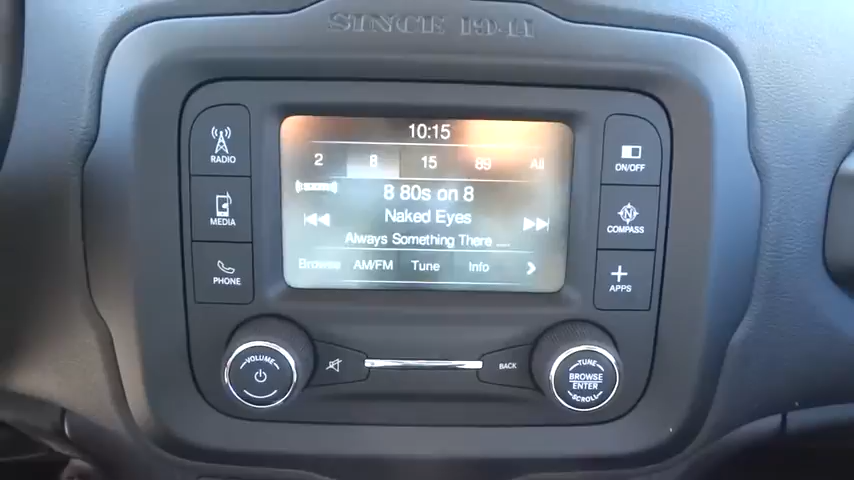 SINCE 1941
10:15
2 8 15 89 All
8 80s on 8
Naked Eyes
Always Something There ...
Browse AM/FM Tune Info
RADIO
MEDIA
PHONE
ON/OFF
COMPASS
APPS
VOLUME
BACK
TUNE
BROWSE
ENTER
SCROLL